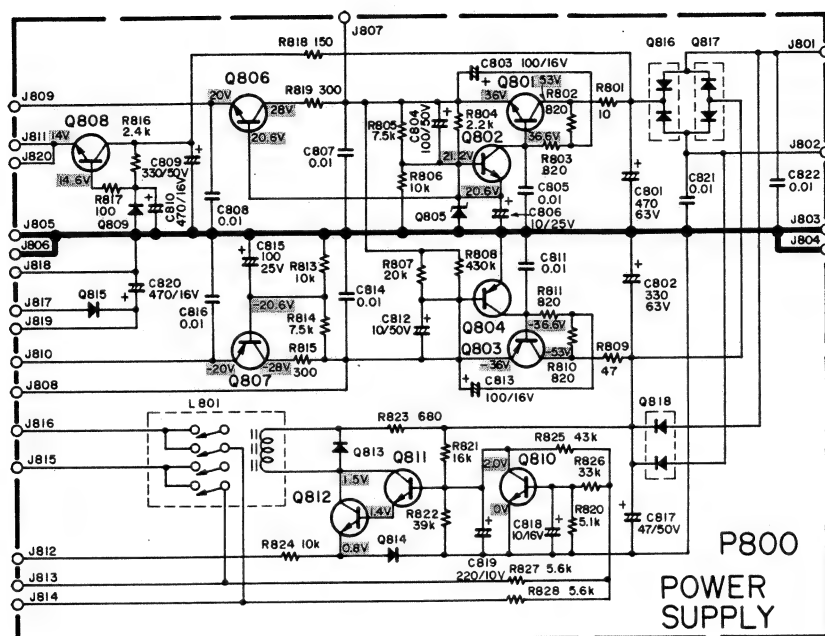 J807
J801
R818 150
C803 100/16V
Q816 Q817
Q806
Q801
53V
R801
10
J809
20V
R819 300
28V
36V
R802
820
Q808
R816
2.4k
J811
14V
J820
C809
330/50V
20.6V
C807
0.01
R805
7.5k
C804
100/50V
R804
2.2k
Q802
36.6V
R803
820
J802
21.2V
14.6V
R817
100
C810
470/16V
Q809
C808
0.01
R806
10k
20.6V
C805
0.01
Q805
C806
10/25V
C801
470
63V
C821
0.01
C822
0.01
J805
J806
J803
J804
J818
C815
100
25V
R813
10k
R807
20k
R808
430k
C811
0.01
C802
330
63V
C820
470/16V
J817
Q815
J819
C816
0.01
-20.6V
C814
0.01
R814
7.5k
C812
10/50V
Q804
R811
820
-36.6V
Q803
R809
47
J810
-20V
Q807
-28V
R815
300
-36V
-53V
R810
820
C813
100/16V
J808
L801
Q818
J816
R823 680
R825 43k
Q813
Q811
R821
16k
2.0V
Q810
R826
33k
J815
1.5V
Q812
1.4V
R822
39k
0V
C818
10/16V
R820
5.1k
C817
47/50V
J812
R824 10k
0.8V
Q814
C819
220/10V
J813
R827 5.6k
J814
R828 5.6k
P800
POWER
SUPPLY